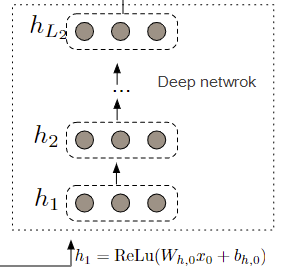 h_{L_2}
Deep netwrok
...
h_2
h_1
h_1 = ReLu(W_{h,0}x_0 + b_{h,0})